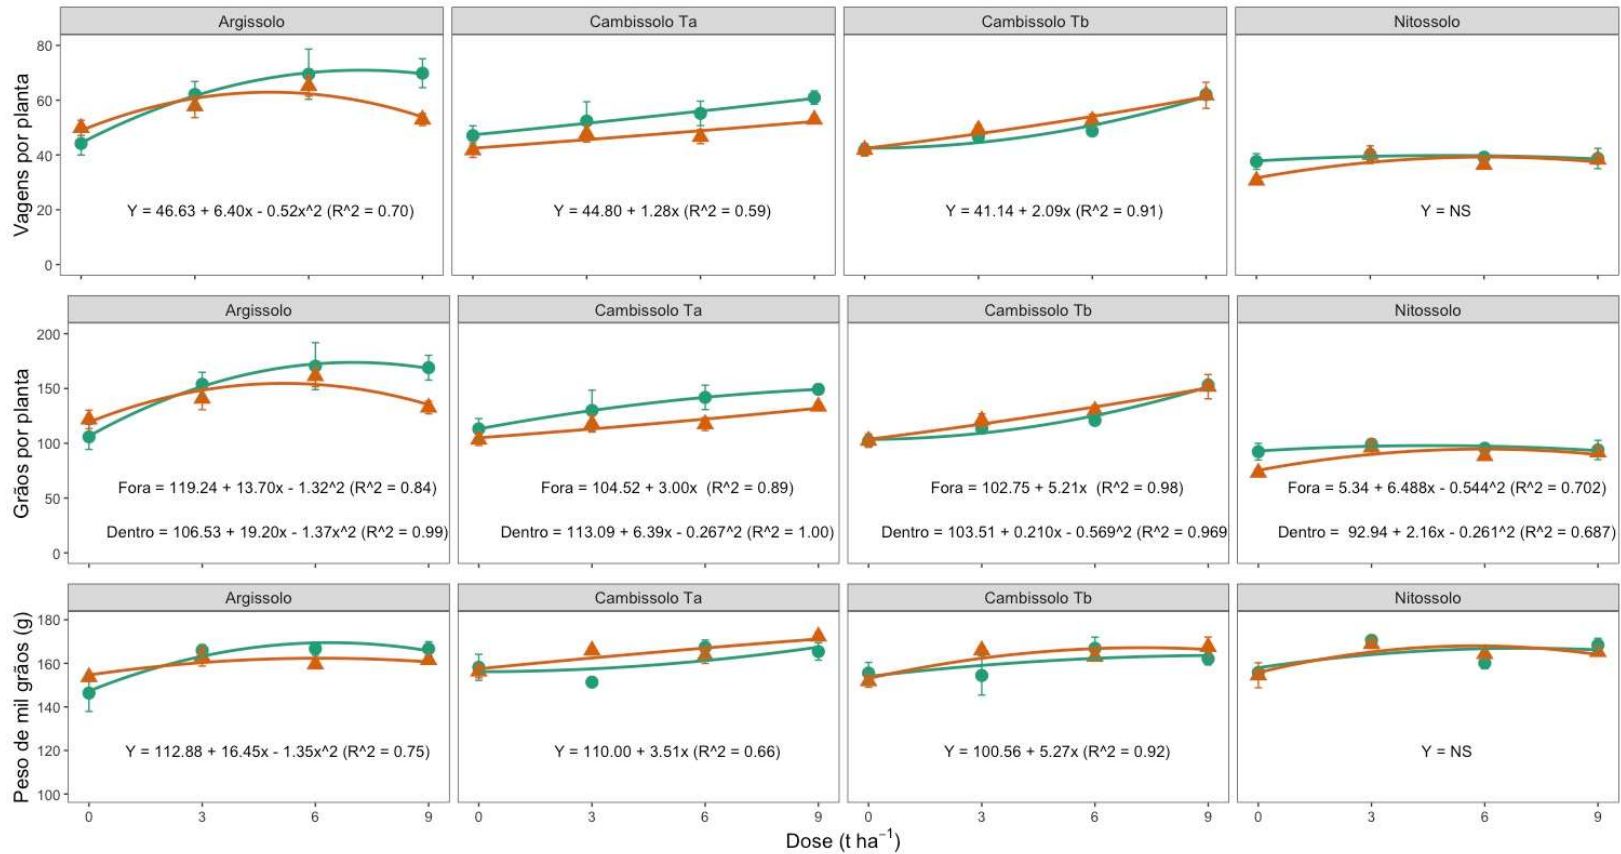 Argissolo Cambissolo Ta Cambissolo Tb Nitossolo
Vagens por planta
80
60
40
20
0
Y = 46.63 + 6.40x - 0.52x^2 (R^2 = 0.70) Y = 44.80 + 1.28x (R^2 = 0.59) Y = 41.14 + 2.09x (R^2 = 0.91) Y = NS
Argissolo Cambissolo Ta Cambissolo Tb Nitossolo
Grãos por planta
200
150
100
50
0
Fora = 119.24 + 13.70x - 1.32^2 (R^2 = 0.84) Fora = 104.52 + 3.00x (R^2 = 0.89) Fora = 102.75 + 5.21x (R^2 = 0.98) Fora = 5.34 + 6.488x - 0.544^2 (R^2 = 0.702)
Dentro = 106.53 + 19.20x - 1.37x^2 (R^2 = 0.99) Dentro = 113.09 + 6.39x - 0.267^2 (R^2 = 1.00) Dentro = 103.51 + 0.210x - 0.569^2 (R^2 = 0.969 Dentro = 92.94 + 2.16x - 0.261^2 (R^2 = 0.687)
Argissolo Cambissolo Ta Cambissolo Tb Nitossolo
Peso de mil grãos (g)
180
160
140
120
100
Y = 112.88 + 16.45x - 1.35x^2 (R^2 = 0.75) Y = 110.00 + 3.51x (R^2 = 0.66) Y = 100.56 + 5.27x (R^2 = 0.92) Y = NS
0 3 6 9 0 3 6 9 0 3 6 9 0 3 6 9
Dose (t ha⁻¹)